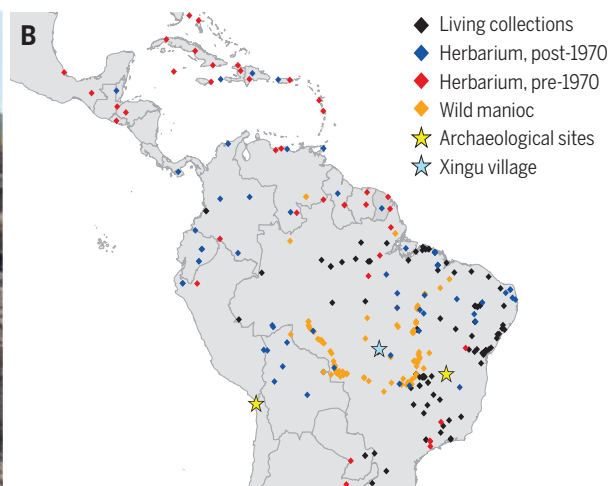 B
Living collections
Herbarium, post-1970
Herbarium, pre-1970
Wild manioc
Archaeological sites
Xingu village